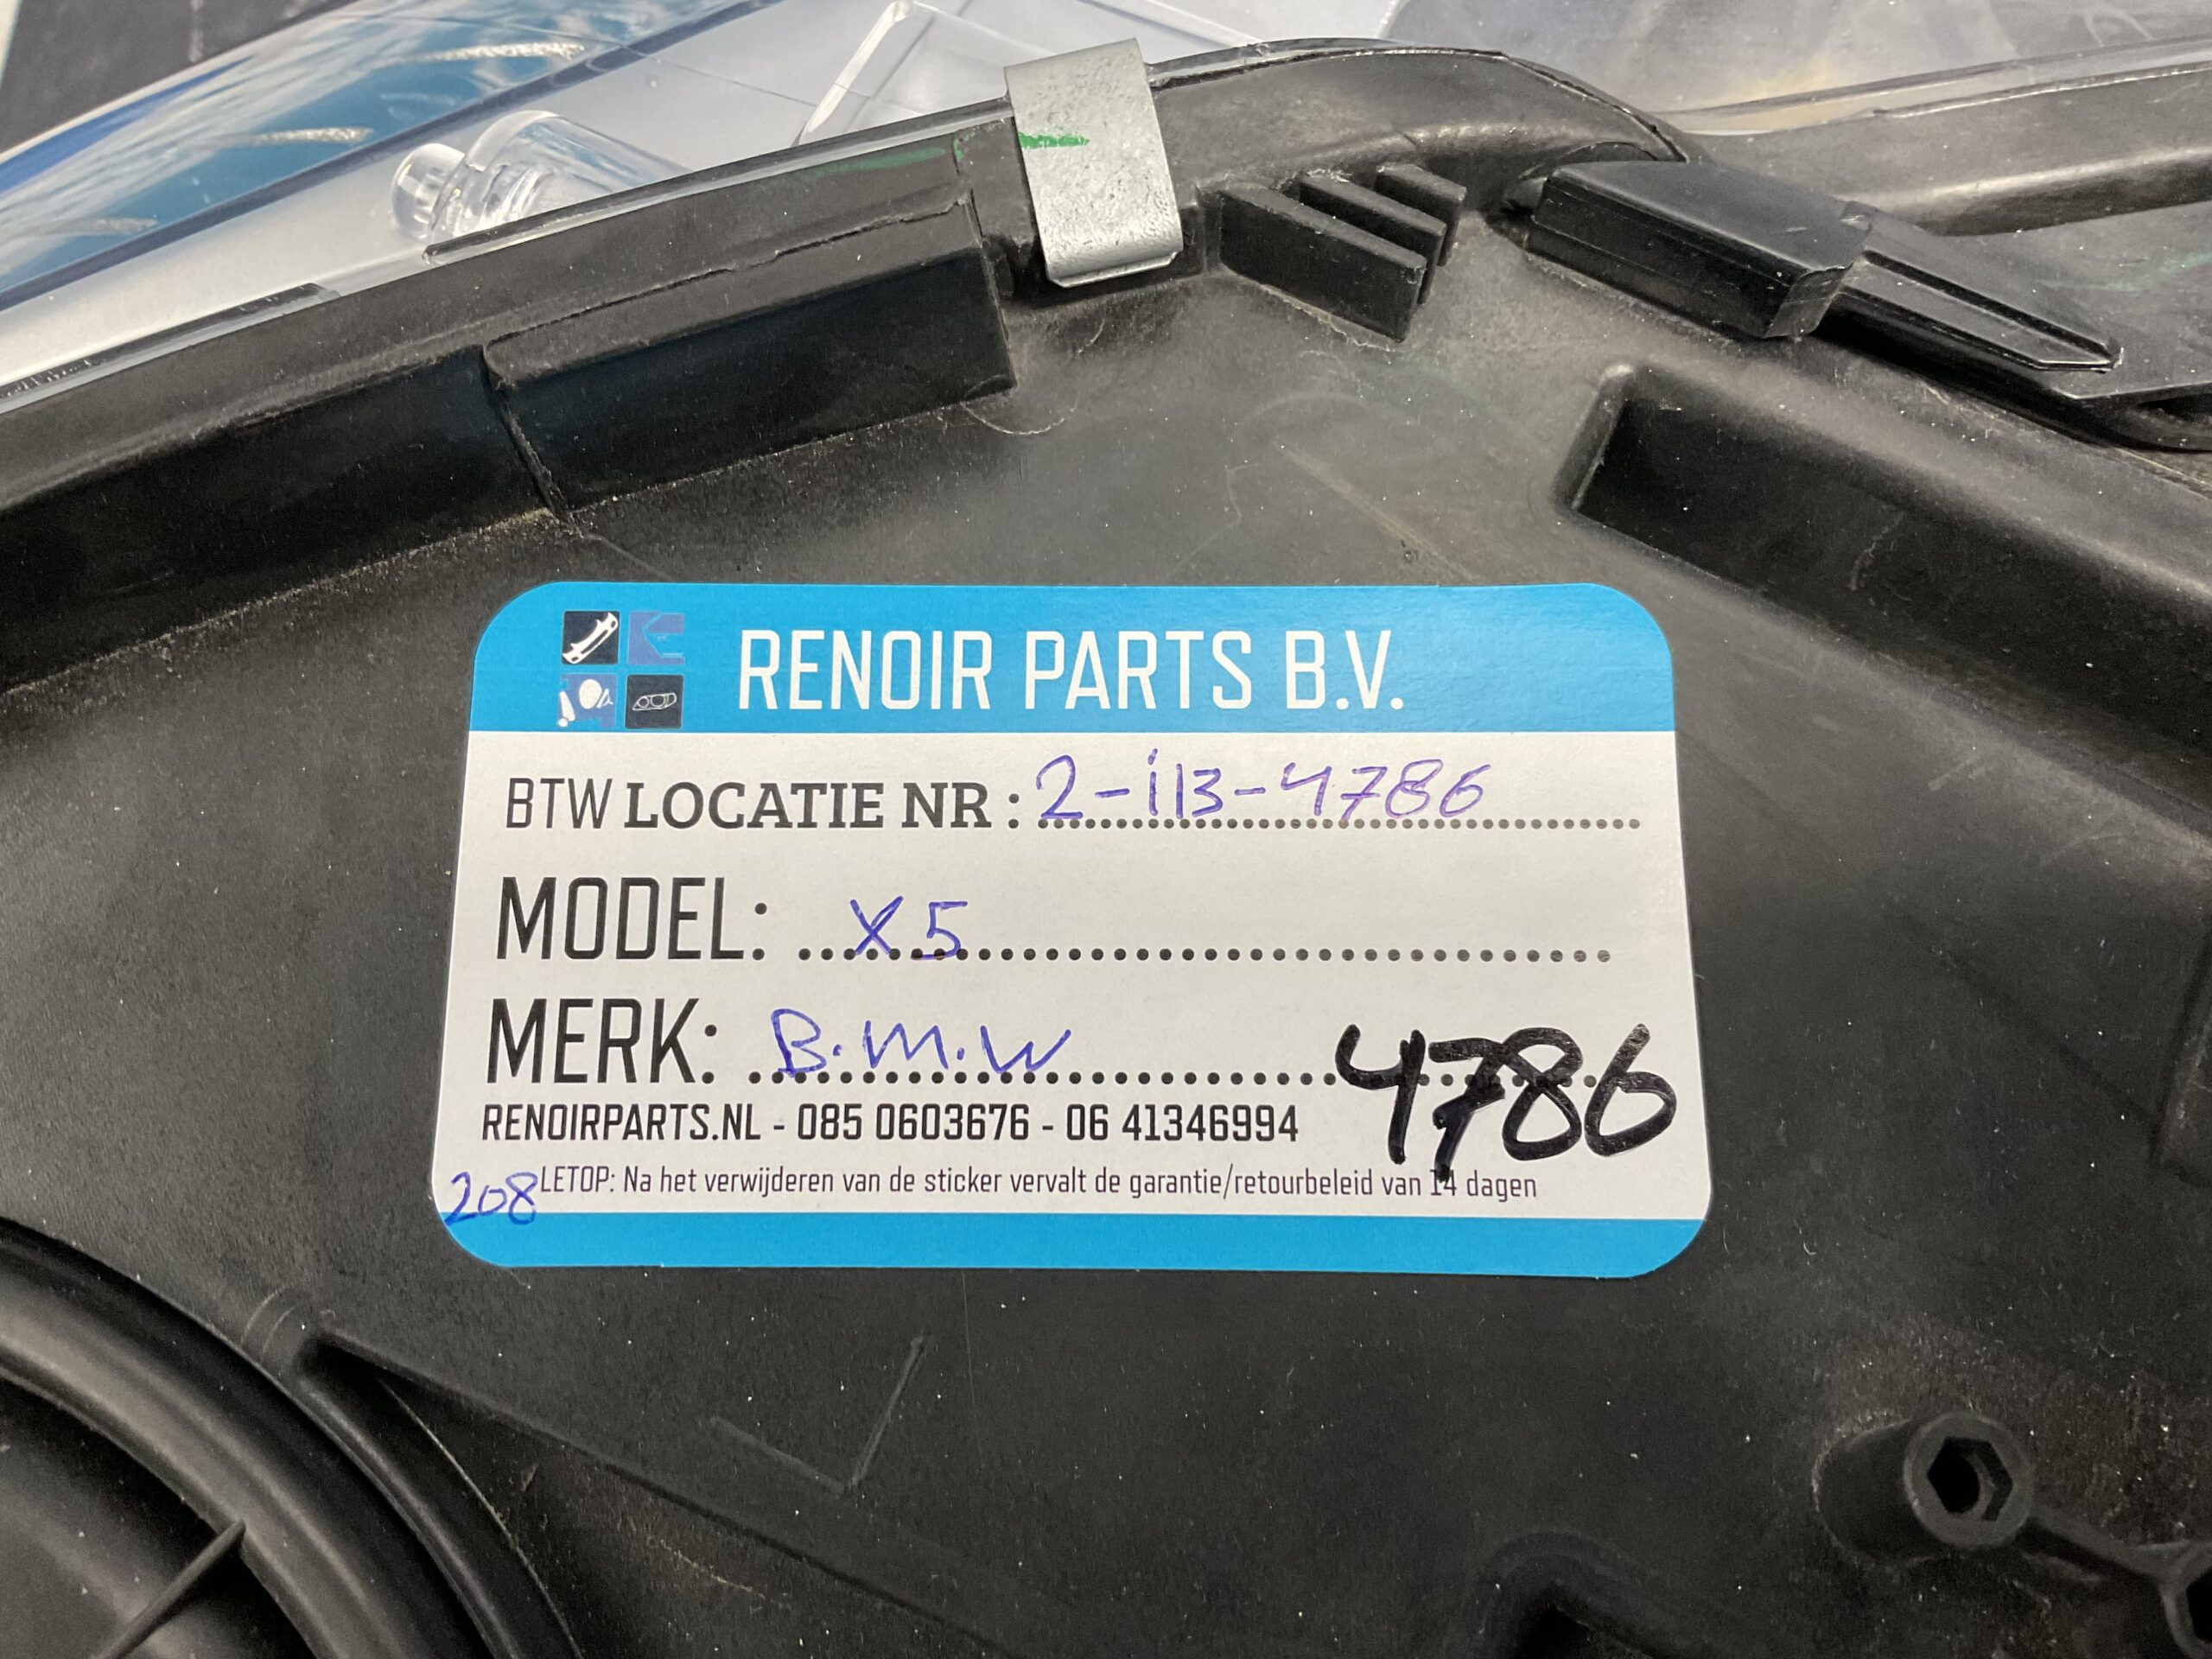 RENOIR PARTS B.V.
BTW LOCATIE NR : 2-i13-4786
MODEL: X5
MERK: B.M.W
4786
RENOIRPARTS.NL - 085 0603676 - 06 41346994
208 LETOP: Na het verwijderen van de sticker vervalt de garantie/retourbeleid van 14 dagen